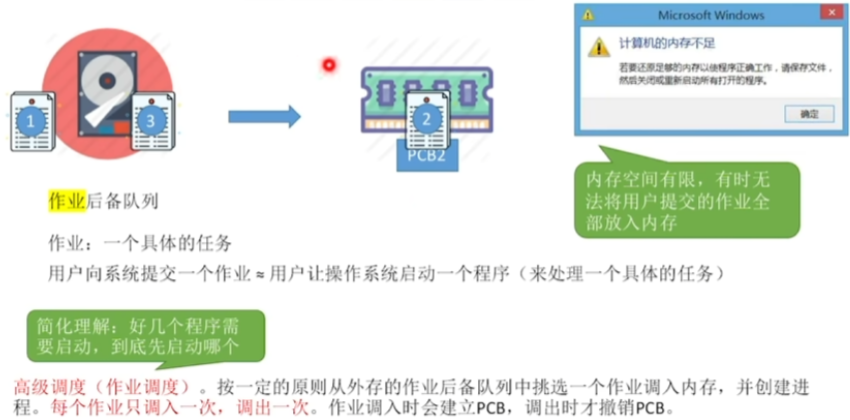 Microsoft Windows
计算机的内存不足
若要还原足够的内存以使程序正确工作，请保存文件，
然后关闭或重新启动所有打开的程序。
确定
1
3
2
PCB2
内存空间有限，有时无
法将用户提交的作业全
部放入内存
作业后备队列
作业：一个具体的任务
用户向系统提交一个作业 ≈ 用户让操作系统启动一个程序（来处理一个具体的任务）
简化理解：好几个程序需
要启动，到底先启动哪个
高级调度（作业调度）。按一定的原则从外存的作业后备队列中挑选一个作业调入内存，并创建进
程。每个作业只调入一次，调出一次。作业调入时会建立PCB，调出时才撤销PCB。